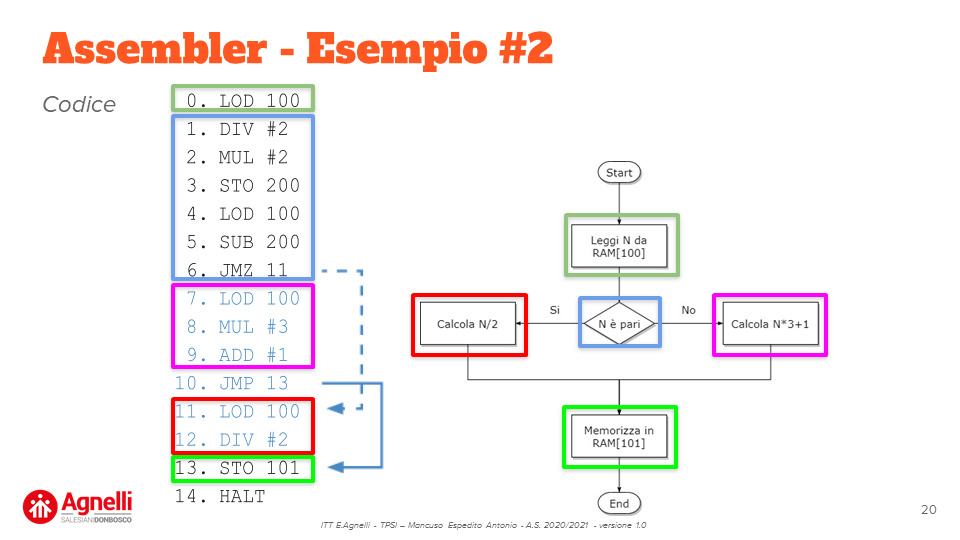 Assembler - Esempio #2
Codice
0. LOD 100
1. DIV #2
2. MUL #2
3. STO 200
4. LOD 100
5. SUB 200
6. JMZ 11
7. LOD 100
8. MUL #3
9. ADD #1
10. JMP 13
11. LOD 100
12. DIV #2
13. STO 101
14. HALT
Start
Leggi N da
RAM[100]
Si
No
Calcola N/2
N è pari
Calcola N*3+1
Memorizza in
RAM[101]
End
Agnelli
SALESIANI DONBOSCO
ITT E.Agnelli - TPSI – Mancuso Espedito Antonio - A.S. 2020/2021 - versione 1.0
20